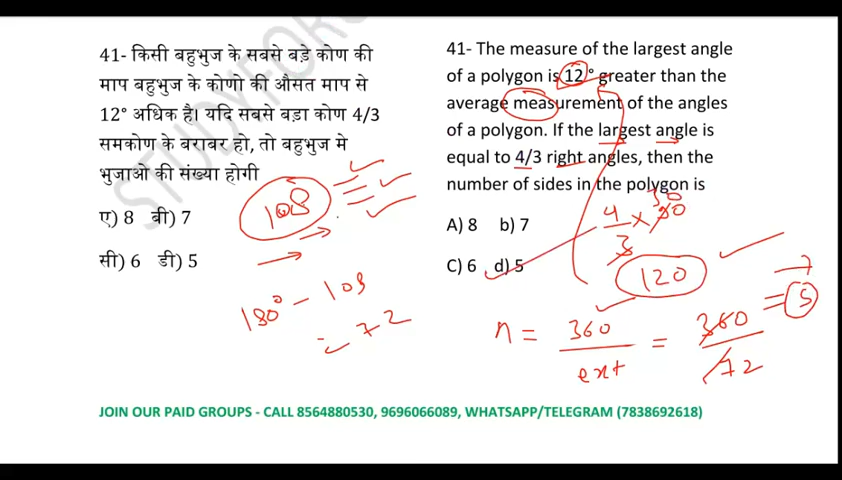 41- किसी बहुभुज के सबसे बड़े कोण की
माप बहुभुज के कोणो की औसत माप से
12° अधिक है। यदि सबसे बड़ा कोण 4/3
समकोण के बराबर हो, तो बहुभुज मे
भुजाओ की संख्या होगी
ए) 8 बी) 7
सी) 6 डी) 5
108
180° - 108
= 72
41- The measure of the largest angle
of a polygon is 12° greater than the
average measurement of the angles
of a polygon. If the largest angle is
equal to 4/3 right angles, then the
number of sides in the polygon is
A) 8 b) 7
C) 6 d) 5
30
4/3 × 90
120
n = 360/ext = 360/72 = 5
JOIN OUR PAID GROUPS - CALL 8564880530, 9696066089, WHATSAPP/TELEGRAM (7838692618)